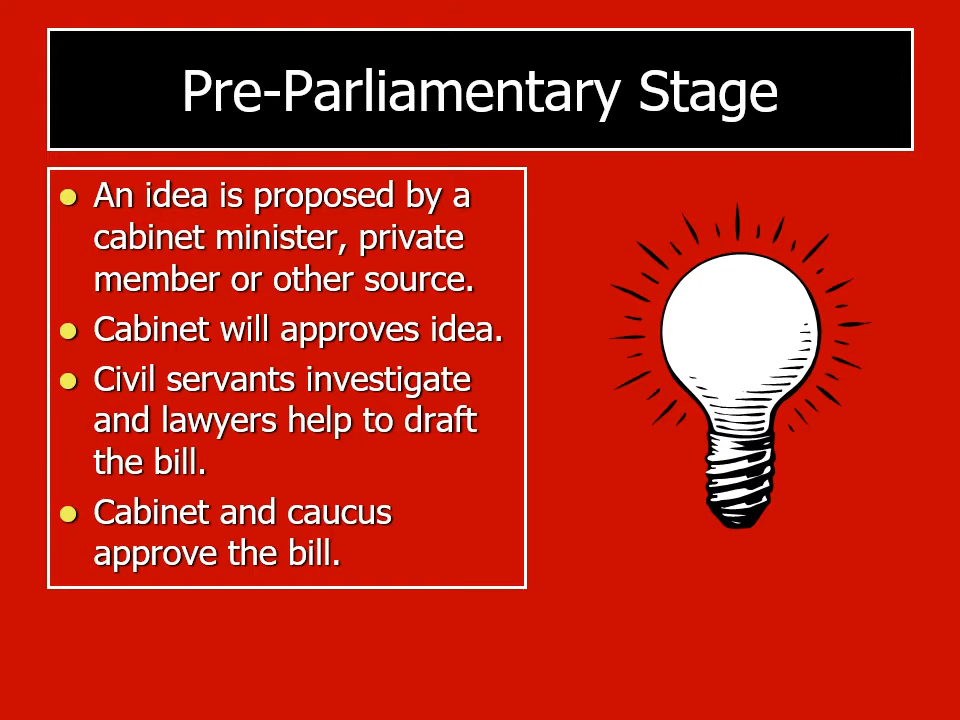 Pre-Parliamentary Stage
An idea is proposed by a
cabinet minister, private
member or other source.
Cabinet will approves idea.
Civil servants investigate
and lawyers help to draft
the bill.
Cabinet and caucus
approve the bill.